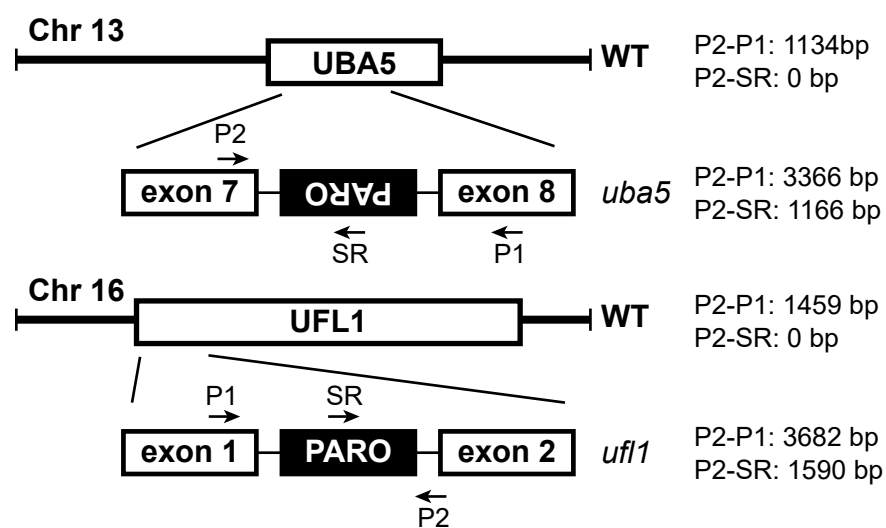 Chr 13
UBA5
WT
P2-P1: 1134bp
P2-SR: 0 bp
P2
exon 7
PARO
exon 8
uba5
P2-P1: 3366 bp
P2-SR: 1166 bp
SR
P1
Chr 16
UFL1
WT
P2-P1: 1459 bp
P2-SR: 0 bp
P1
SR
exon 1
PARO
exon 2
ufl1
P2-P1: 3682 bp
P2-SR: 1590 bp
P2